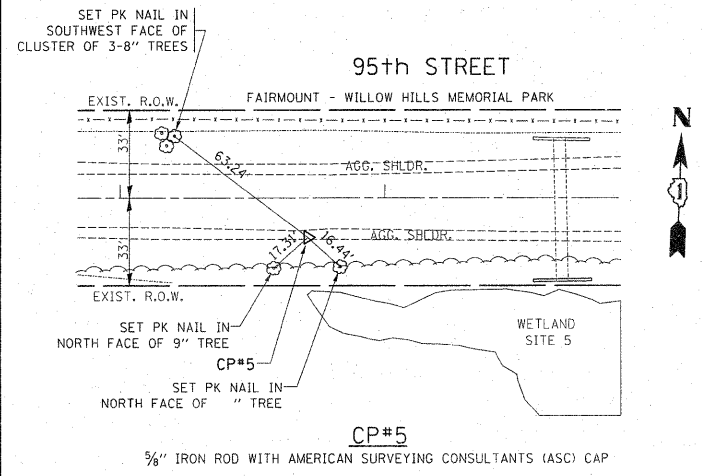 SET PK NAIL IN
SOUTHWEST FACE OF
CLUSTER OF 3-8" TREES
95th STREET
EXIST. R.O.W.
FAIRMOUNT - WILLOW HILLS MEMORIAL PARK
N
33'
63.24'
AGG. SHLDR.
1
33'
17.31'
16.44'
AGG. SHLDR.
EXIST. R.O.W.
SET PK NAIL IN
NORTH FACE OF 9" TREE
CP#5
SET PK NAIL IN
NORTH FACE OF " TREE
WETLAND
SITE 5
CP#5
5/8" IRON ROD WITH AMERICAN SURVEYING CONSULTANTS (ASC) CAP